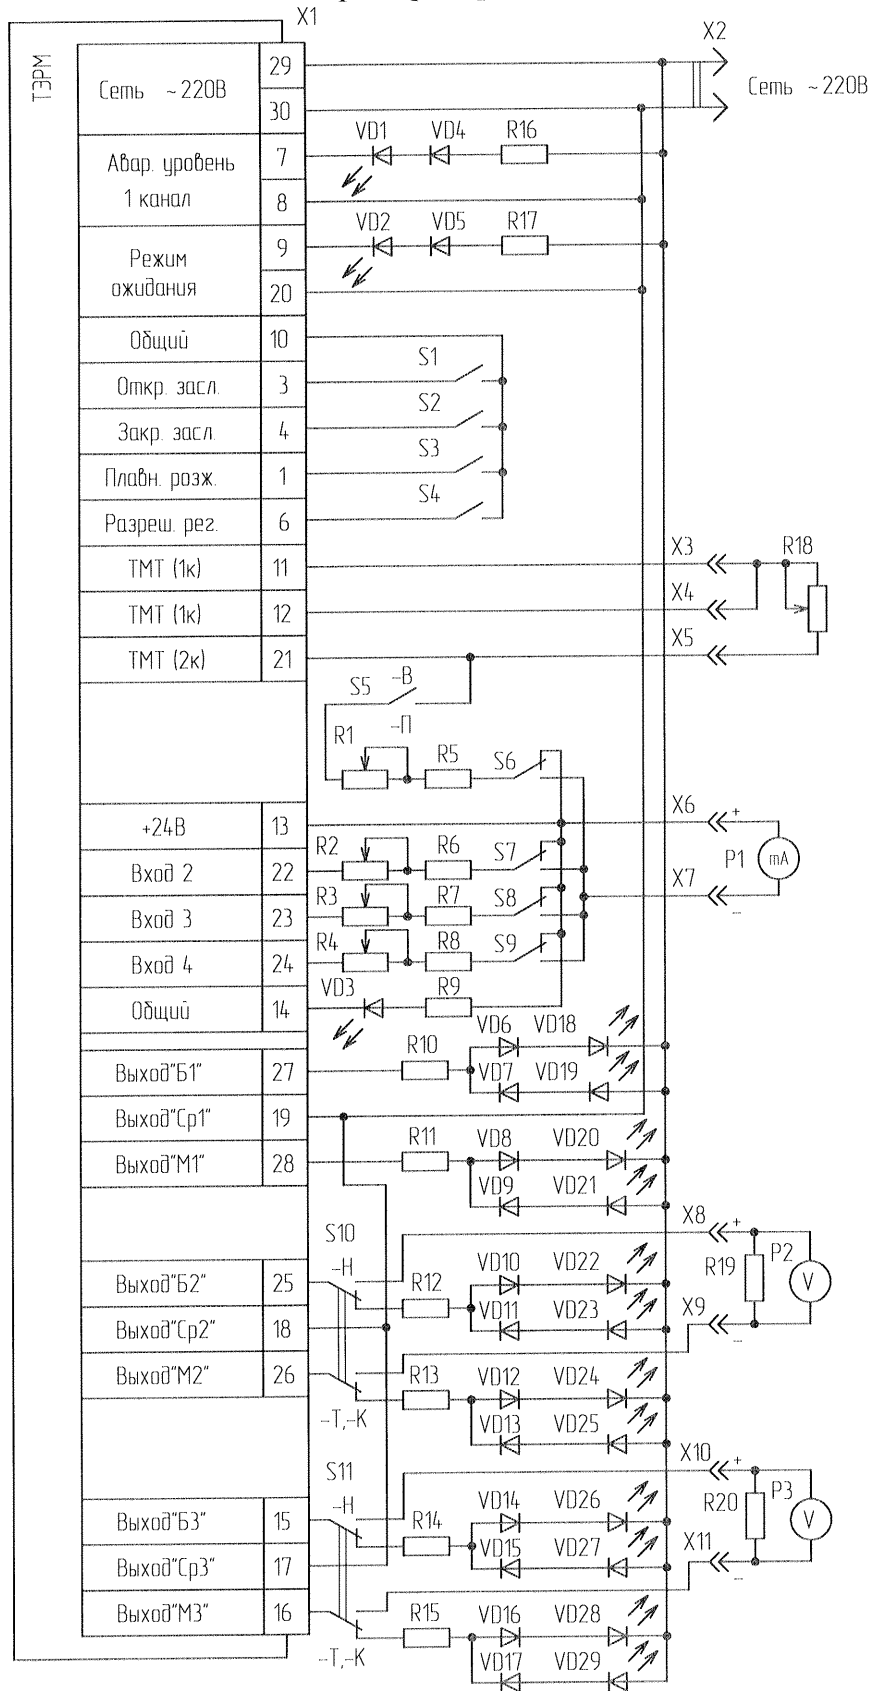 X1
ТЭРМ
Сеть ~220В
29
30
X2
Сеть ~220В
Авар. уровень
1 канал
7
8
VD1 VD4 R16
Режим
ожидания
9
20
VD2 VD5 R17
Общий 10
S1
Откр. засл. 3
S2
Закр. засл. 4
S3
Плавн. розж. 1
S4
Разреш. рег. 6
ТМТ (1к) 11 X3 R18
ТМТ (1к) 12 X4
ТМТ (2к) 21 X5
S5 -В
-П
R1 R5 S6
+24В 13 X6 +
P1 mA
Вход 2 22 R2 R6 S7
X7 -
Вход 3 23 R3 R7 S8
Вход 4 24 R4 R8 S9
Общий 14 VD3 R9
VD6 VD18
Выход"Б1" 27 R10
VD7 VD19
Выход"Ср1" 19
Выход"М1" 28 R11 VD8 VD20
VD9 VD21
X8 +
S10
-Н
R19 P2 V
Выход"Б2" 25 R12 VD10 VD22
VD11 VD23
X9 -
Выход"Ср2" 18
Выход"М2" 26 R13 VD12 VD24
-Т,-К
VD13 VD25
X10 +
S11
-Н
R20 P3 V
Выход"Б3" 15 R14 VD14 VD26
VD15 VD27
X11 -
Выход"Ср3" 17
Выход"М3" 16 R15 VD16 VD28
-Т,-К
VD17 VD29